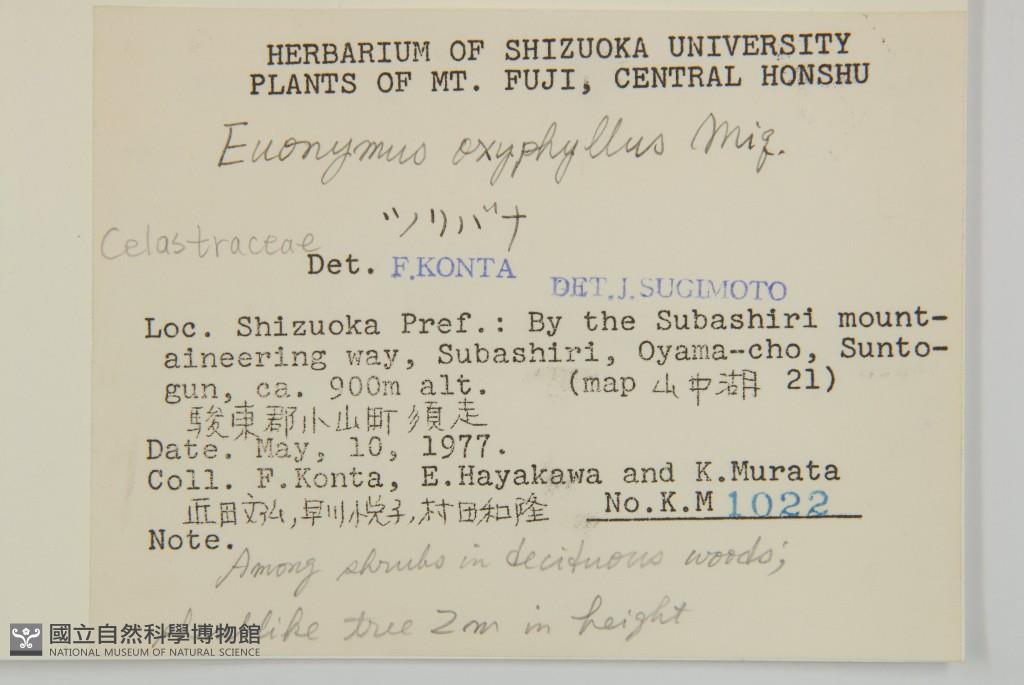 HERBARIUM OF SHIZUOKA UNIVERSITY
PLANTS OF MT. FUJI, CENTRAL HONSHU
Euonymus oxyphyllus Miq.
ツリバナ
Celastraceae
Det. F.KONTA
DET.J.SUGIMOTO
Loc. Shizuoka Pref.: By the Subashiri mount-
aineering way, Subashiri, Oyama-cho, Sunto-
gun, ca. 900m alt. (map 山中湖 21)
駿東郡小山町須走
Date. May, 10, 1977.
Coll. F.Konta, E.Hayakawa and K.Murata
近田文弘,早川悦子,村田和隆
No.K.M 1022
Note.
Among shrubs in decituous woods;
like tree 2m in height
國立自然科學博物館
NATIONAL MUSEUM OF NATURAL SCIENCE